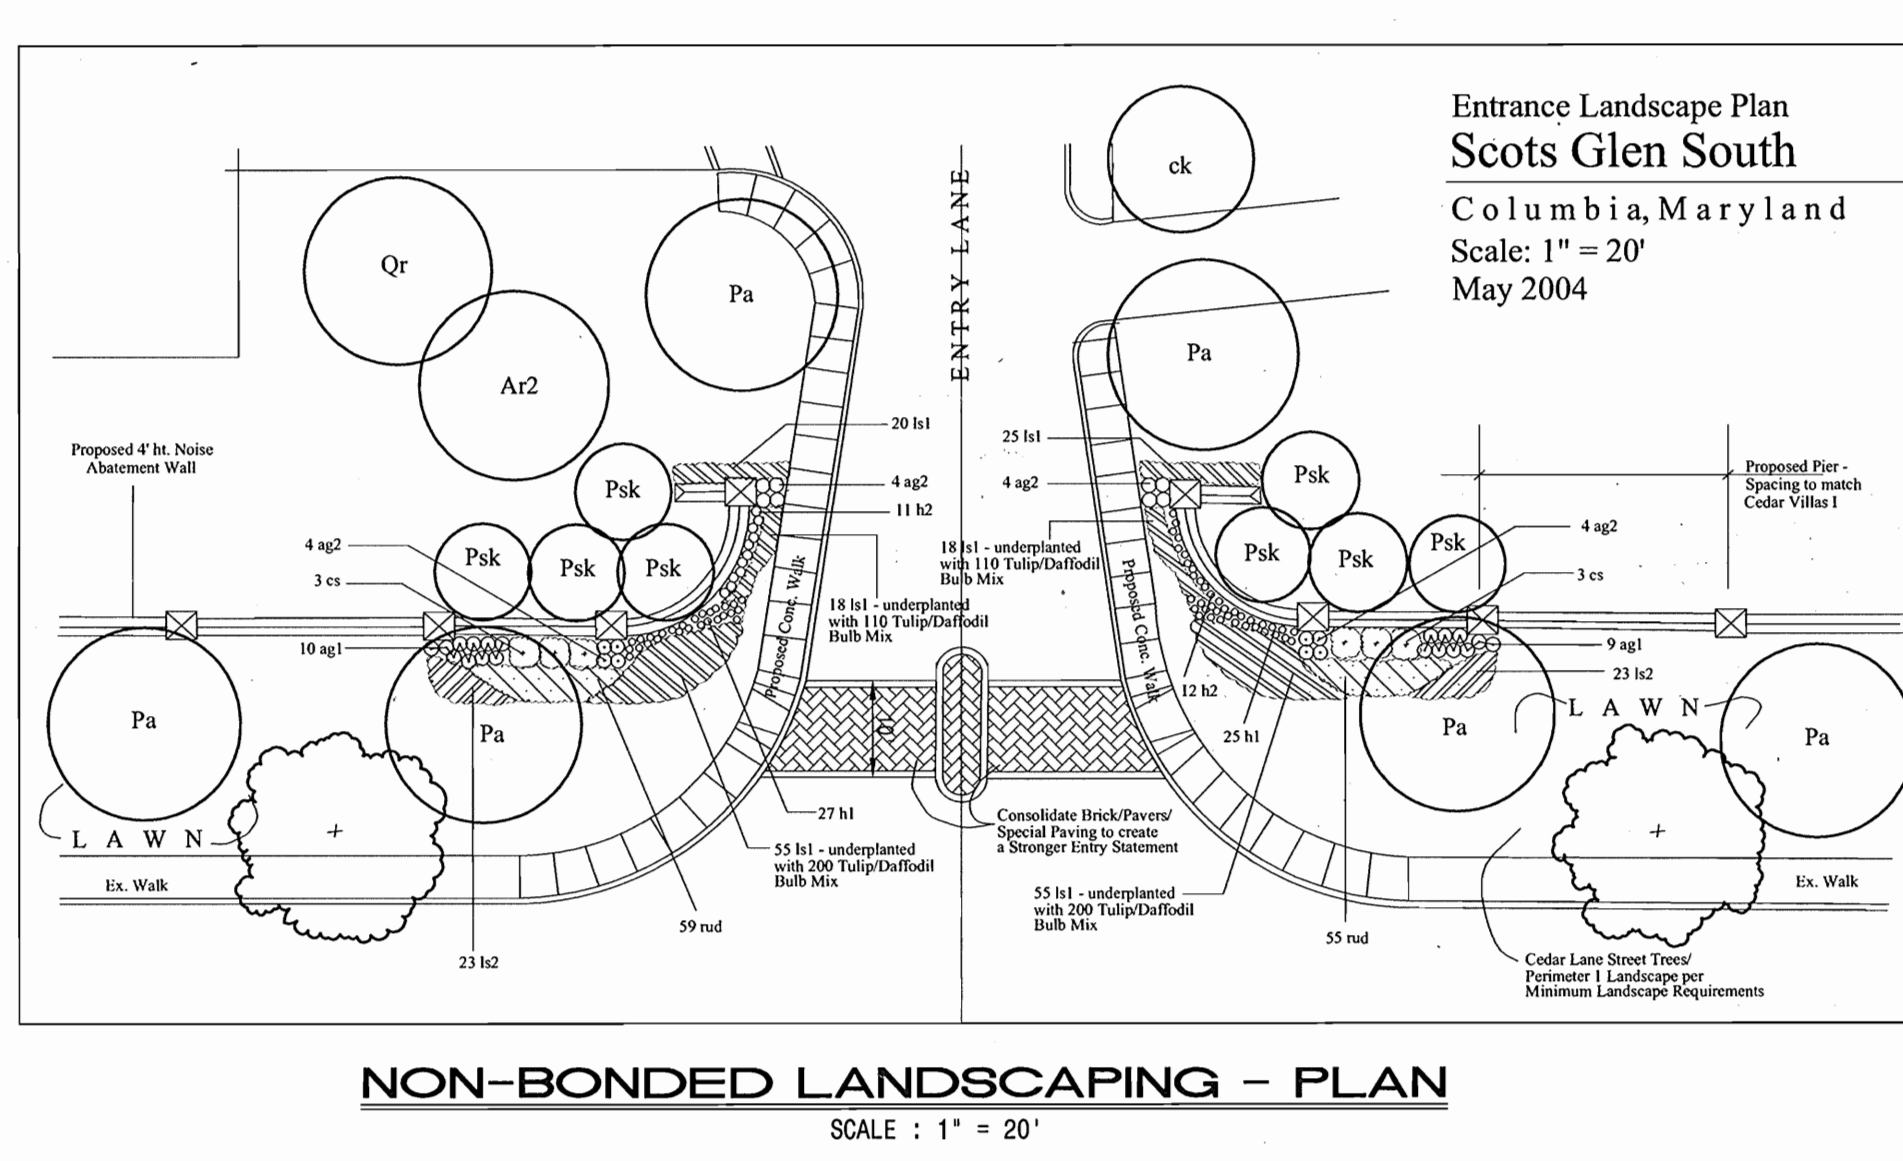 Entrance Landscape Plan
Scots Glen South
Columbia, Maryland
Scale: 1" = 20'
May 2004
ck
Qr
Pa
ENTRY LANE
Pa
Ar2
20 ls1
25 ls1
Proposed 4' ht. Noise
Abatement Wall
Psk
4 ag2
11 h2
4 ag2
Psk
Proposed Pier -
Spacing to match
Cedar Villas I
4 ag2
3 cs
Psk
Psk
Psk
18 ls1 - underplanted
with 110 Tulip/Daffodil
Bulb Mix
Psk
Psk
Psk
4 ag2
3 cs
Proposed Conc. Walk
18 ls1 - underplanted
with 110 Tulip/Daffodil
Bulb Mix
Proposed Conc. Walk
10 ag1
9 ag1
23 ls2
12 h2
25 h1
Pa
Pa
10'
Pa
LAWN
Pa
LAWN
27 h1
Consolidate Brick/Pavers/
Special Paving to create
a Stronger Entry Statement
55 ls1 - underplanted
with 200 Tulip/Daffodil
Bulb Mix
55 ls1 - underplanted
with 200 Tulip/Daffodil
Bulb Mix
Ex. Walk
Ex. Walk
59 rud
55 rud
23 ls2
Cedar Lane Street Trees/
Perimeter 1 Landscape per
Minimum Landscape Requirements
NON-BONDED LANDSCAPING - PLAN
SCALE : 1" = 20'